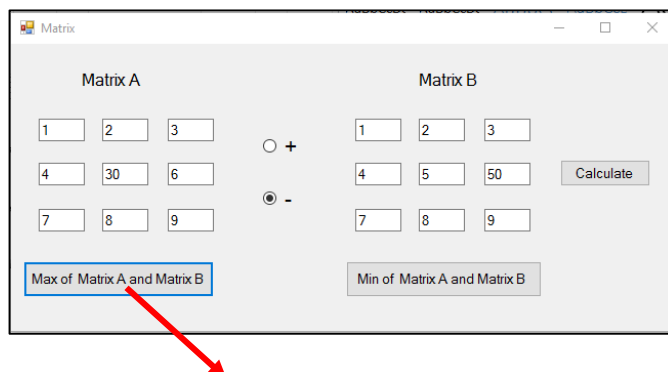 Matrix
Matrix A Matrix B
1 2 3 1 2 3
+
4 30 6 4 5 50 Calculate
-
7 8 9 7 8 9
Max of Matrix A and Matrix B Min of Matrix A and Matrix B